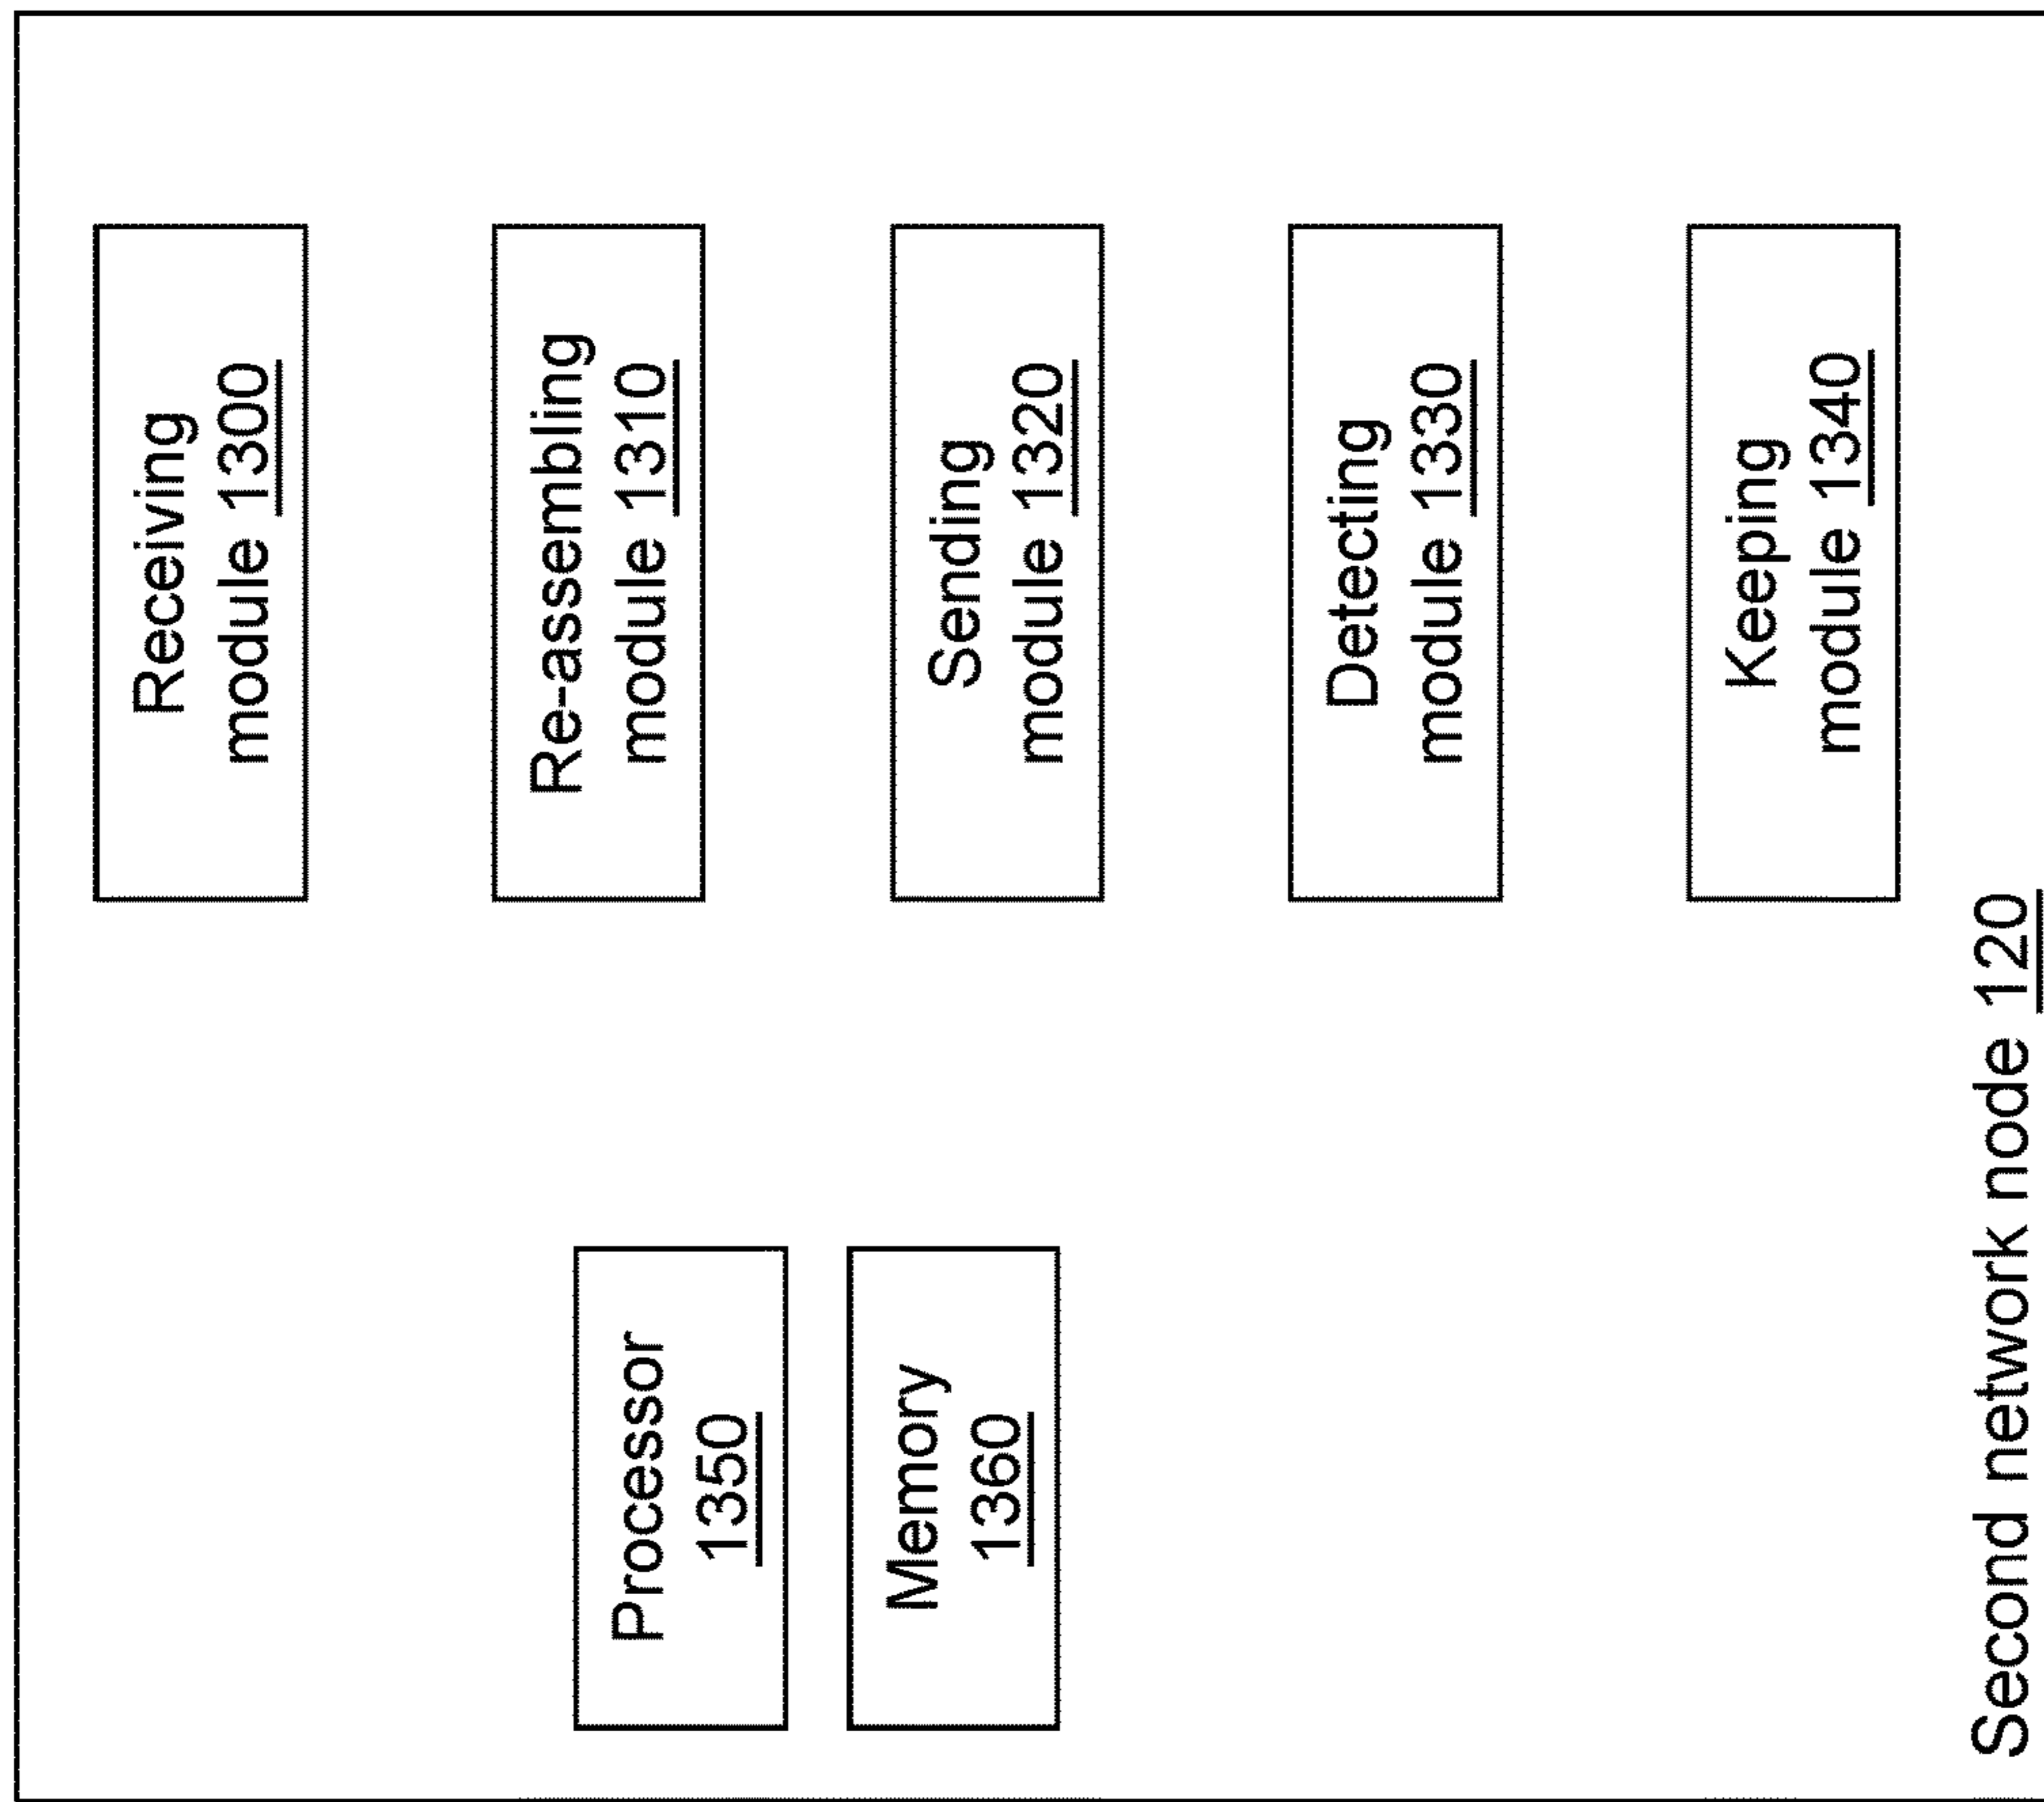 Receiving
module 1300
Re-assembling
module 1310
Sending
module 1320
Detecting
module 1330
Keeping
module 1340
Processor
1350
Memory
1360
Second network node 120